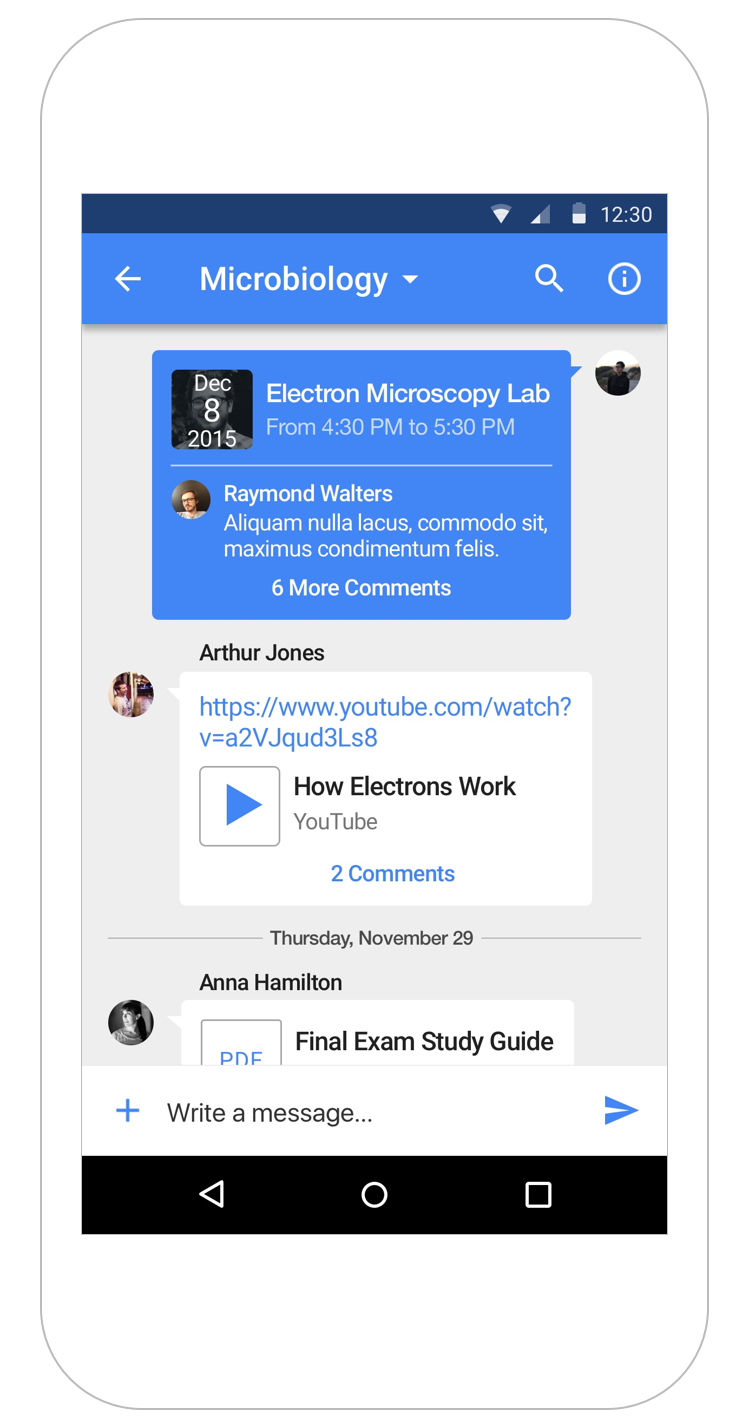 12:30
Microbiology
Dec
8
2015
Electron Microscopy Lab
From 4:30 PM to 5:30 PM
Raymond Walters
Aliquam nulla lacus, commodo sit,
maximus condimentum felis.
6 More Comments
Arthur Jones
https://www.youtube.com/watch?
v=a2VJqud3Ls8
How Electrons Work
YouTube
2 Comments
Thursday, November 29
Anna Hamilton
Final Exam Study Guide
PDF
Write a message...